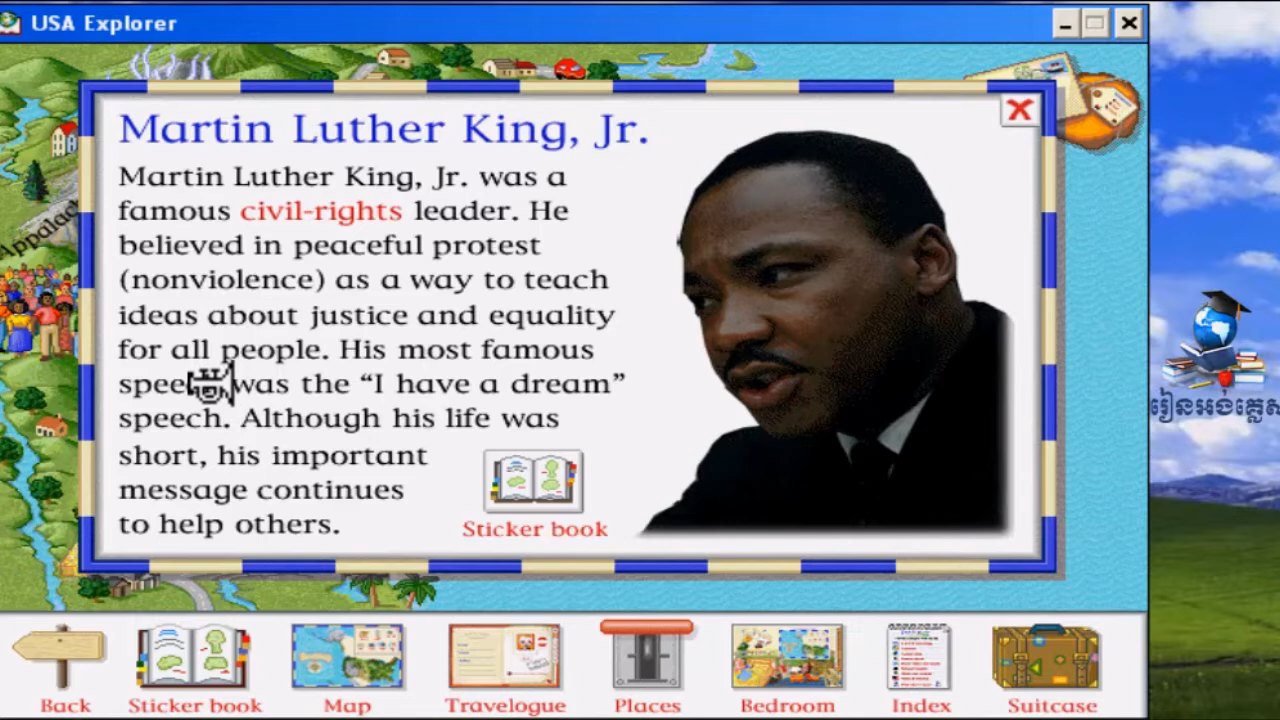 USA Explorer
Martin Luther King, Jr.
Martin Luther King, Jr. was a
famous civil-rights leader. He
believed in peaceful protest
(nonviolence) as a way to teach
ideas about justice and equality
for all people. His most famous
was the “I have a dream”
speech. Although his life was
short, his important
message continues
to help others.
Sticker book
Back
Sticker book
Map
Travelogue
Places
Bedroom
Index
Suitcase